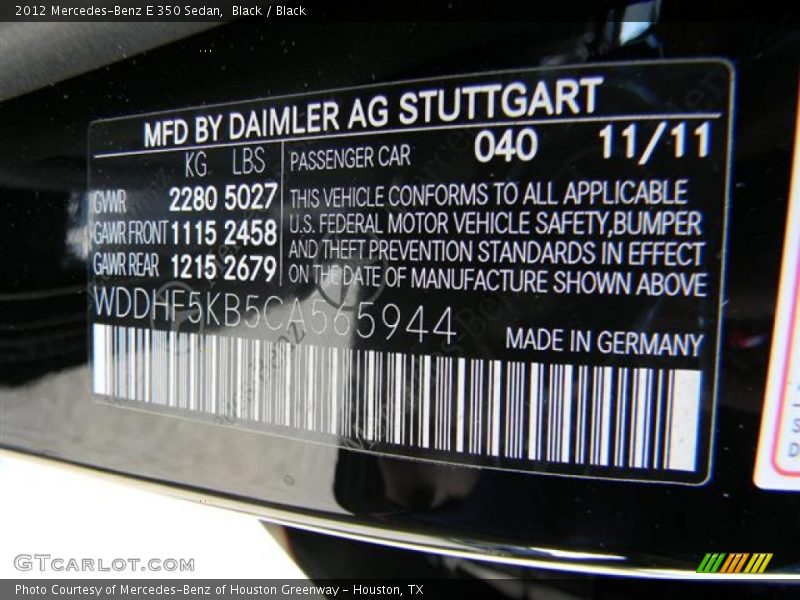 2012 Mercedes-Benz E 350 Sedan, Black / Black
MFD BY DAIMLER AG STUTTGART
KG LBS PASSENGER CAR 040 11/11
GVWR 2280 5027
GAWR FRONT 1115 2458
GAWR REAR 1215 2679
THIS VEHICLE CONFORMS TO ALL APPLICABLE
U.S. FEDERAL MOTOR VEHICLE SAFETY,BUMPER
AND THEFT PREVENTION STANDARDS IN EFFECT
ON THE DATE OF MANUFACTURE SHOWN ABOVE
WDDHF5KB5CA565944
MADE IN GERMANY
S
D
GTcarlot.com
Photo Courtesy of Mercedes-Benz of Houston Greenway - Houston, TX